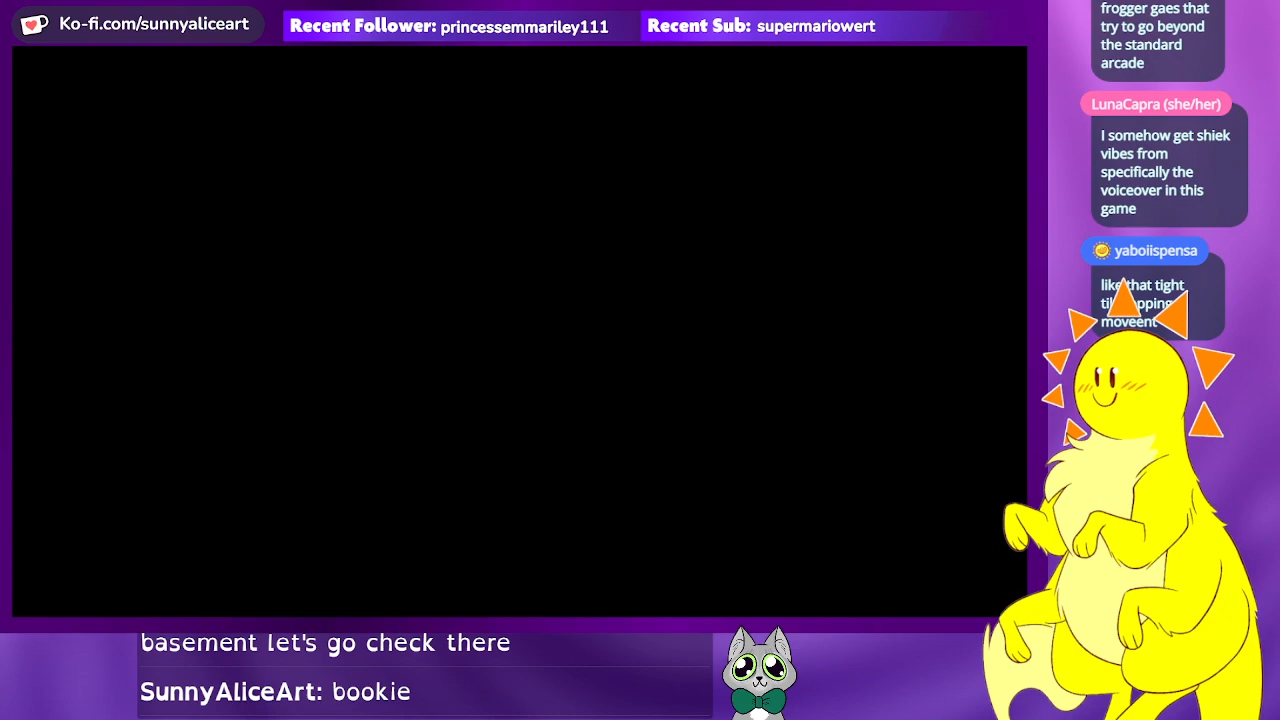 Ko-fi.com/sunnyaliceart
Recent Follower: princessemmariley111
Recent Sub: supermariowert
frogger gaes that
try to go beyond
the standard
arcade
LunaCapra (she/her)
I somehow get shiek
vibes from
specifically the
voiceover in this
game
yaboiispensa
like that tight
moveent
basement let's go check there
SunnyAliceArt: bookie